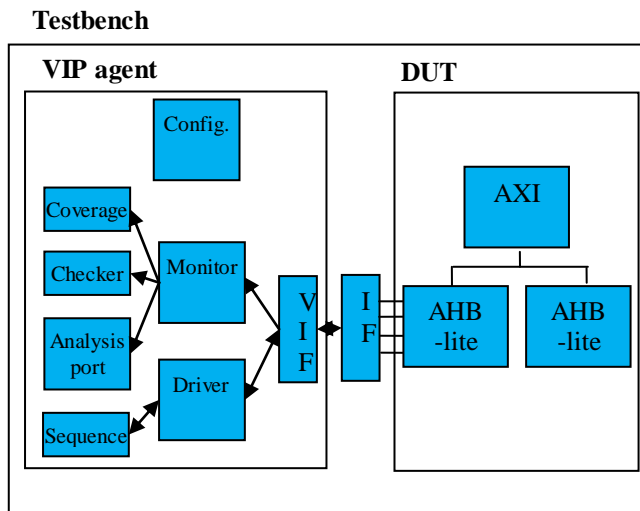 Testbench
VIP agent
DUT
Config.
Coverage
Checker
Monitor
Analysis
port
Driver
Sequence
V
I
F
I
F
AXI
AHB
-lite
AHB
-lite